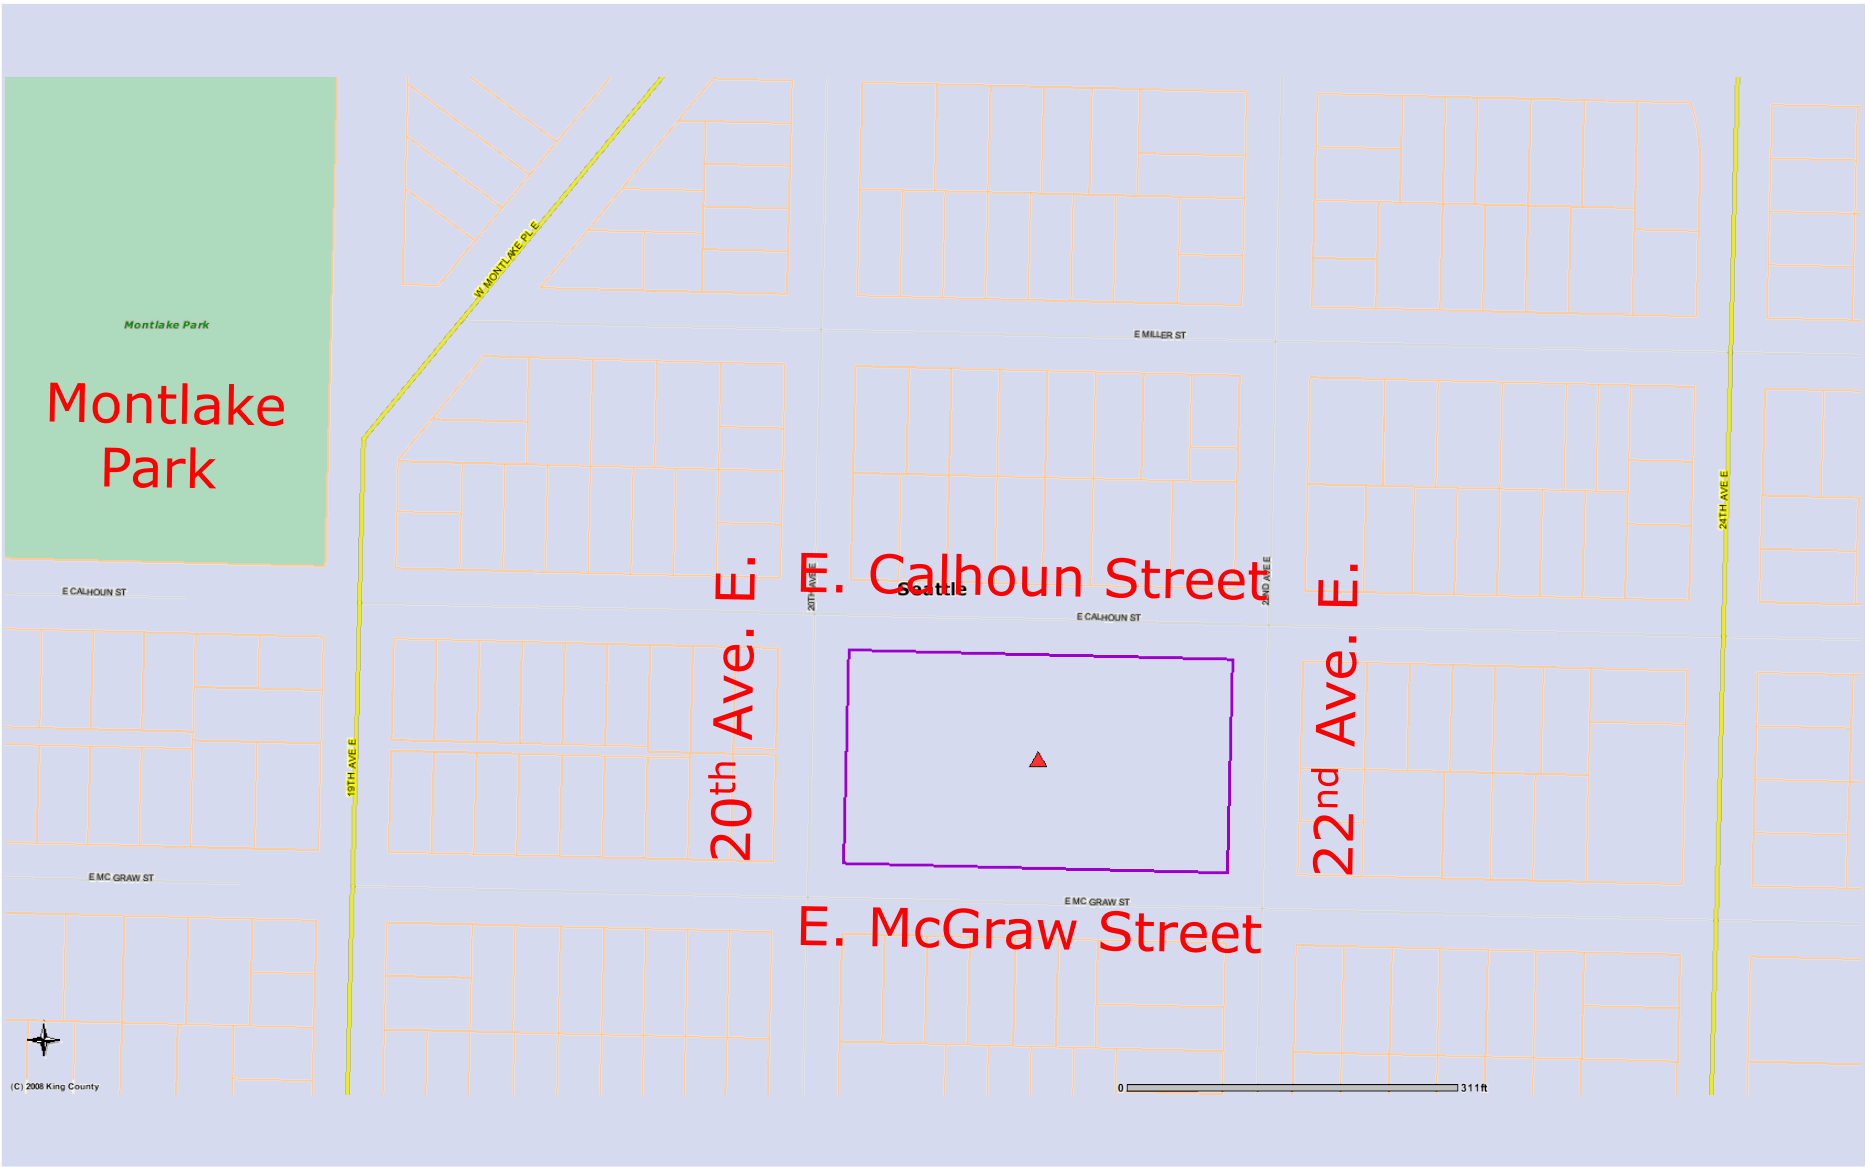 W MONTLAKE PL E
Montlake Park
E MILLER ST
Montlake
Park
24TH AVE E
E. Calhoun Street
20TH AVE E
22ND AVE E
Seattle
E CALHOUN ST
E CALHOUN ST
20th Ave. E.
22nd Ave. E.
19TH AVE E
E MC GRAW ST
E MC GRAW ST
E. McGraw Street
(C) 2008 King County
0 311ft